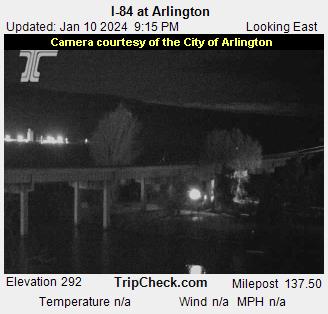 I-84 at Arlington
Updated: Jan 10 2024 9:15 PM Looking East
Camera courtesy of the City of Arlington
Elevation 292 TripCheck.com Milepost 137.50
Temperature n/a Wind n/a MPH n/a